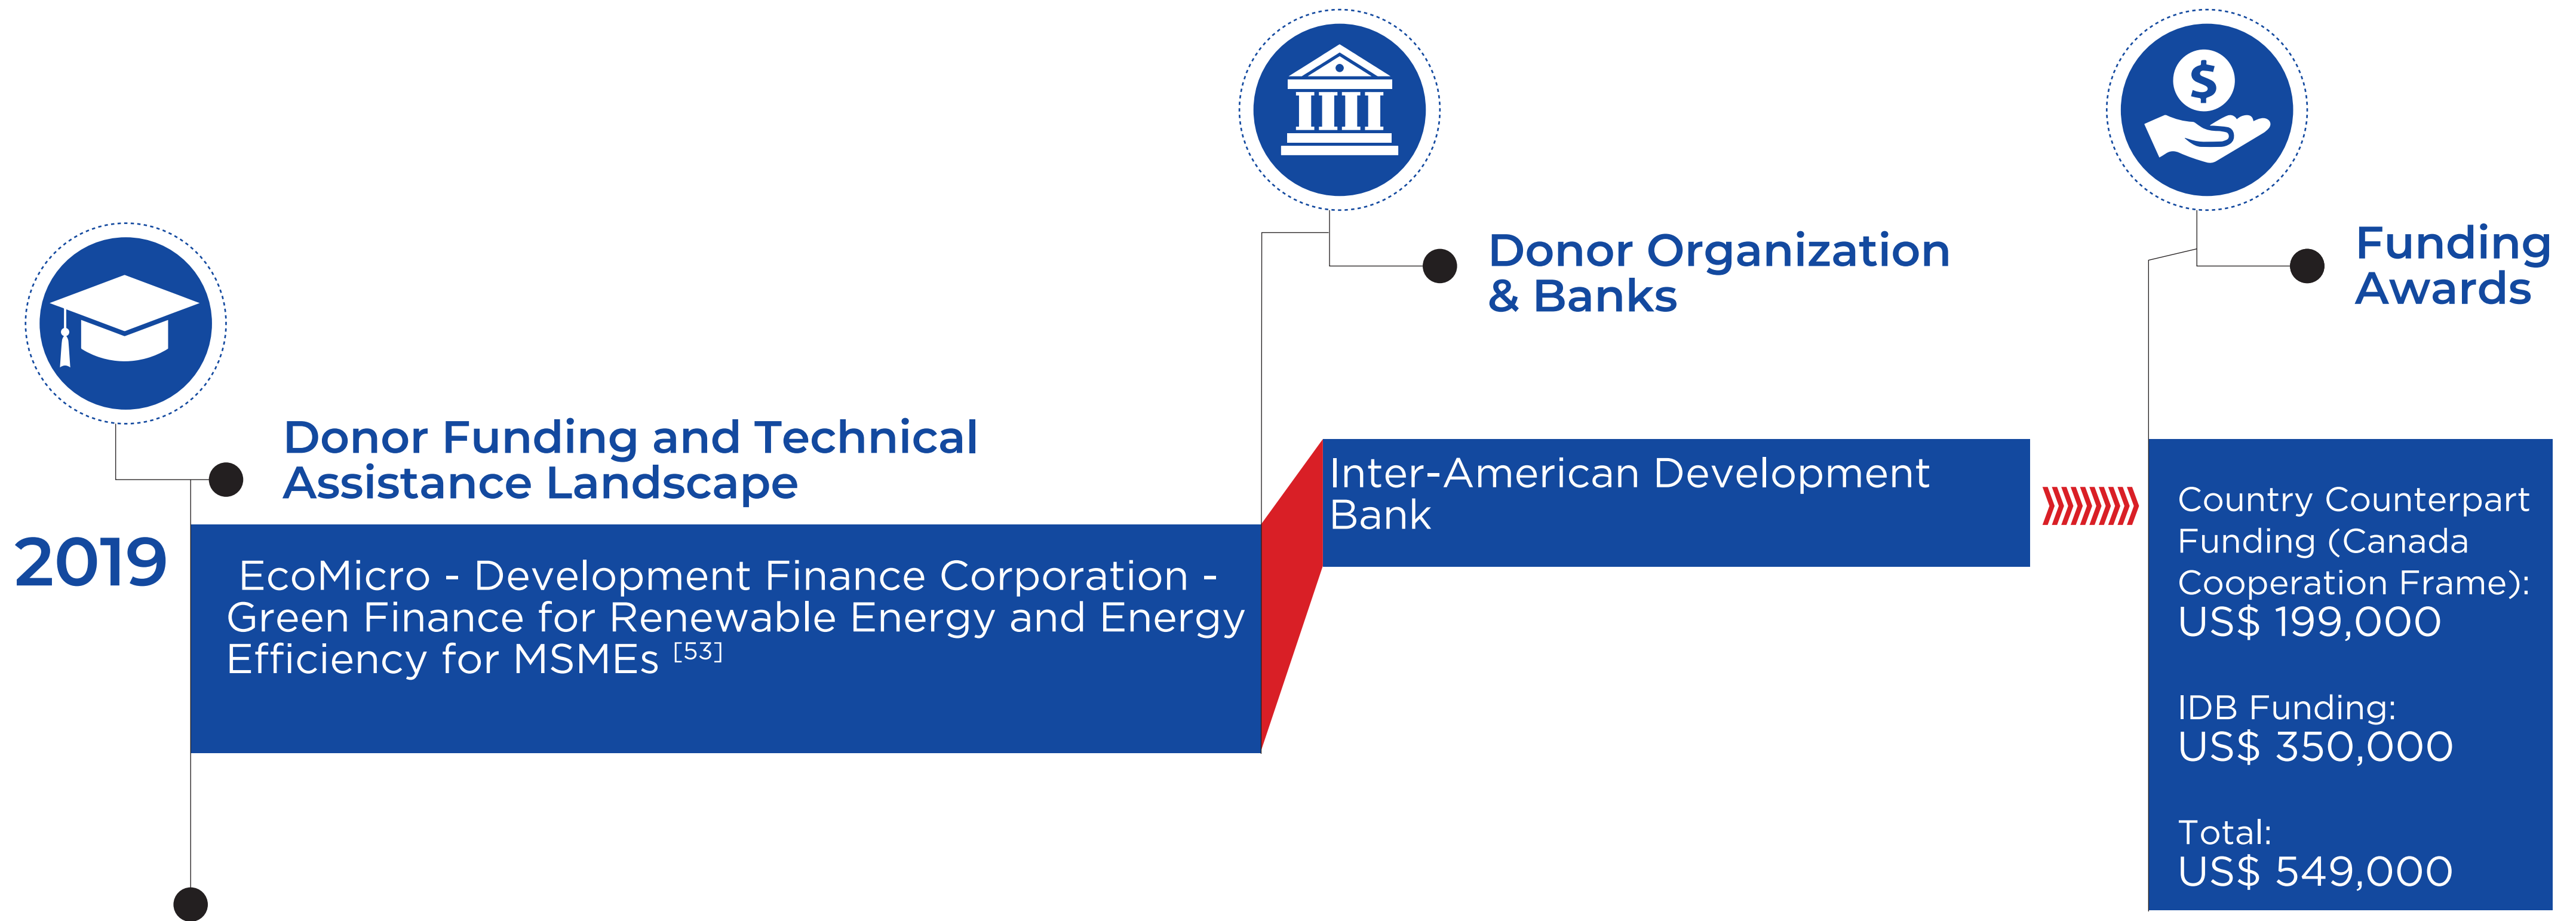 Donor Funding and Technical
Assistance Landscape
2019
EcoMicro - Development Finance Corporation -
Green Finance for Renewable Energy and Energy
Efficiency for MSMEs [53]
Donor Organization
& Banks
Inter-American Development
Bank
$
Funding
Awards
Country Counterpart
Funding (Canada
Cooperation Frame):
US$ 199,000
IDB Funding:
US$ 350,000
Total:
US$ 549,000